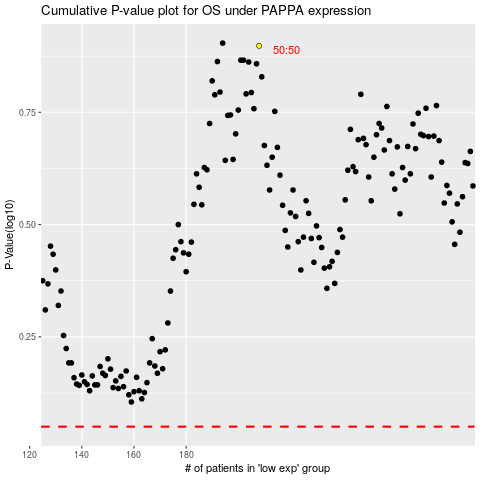 Cumulative P-value plot for OS under PAPPA expression
50:50
0.75
0.50
0.25
P-Value(log10)
120 140 160 180
# of patients in 'low exp' group